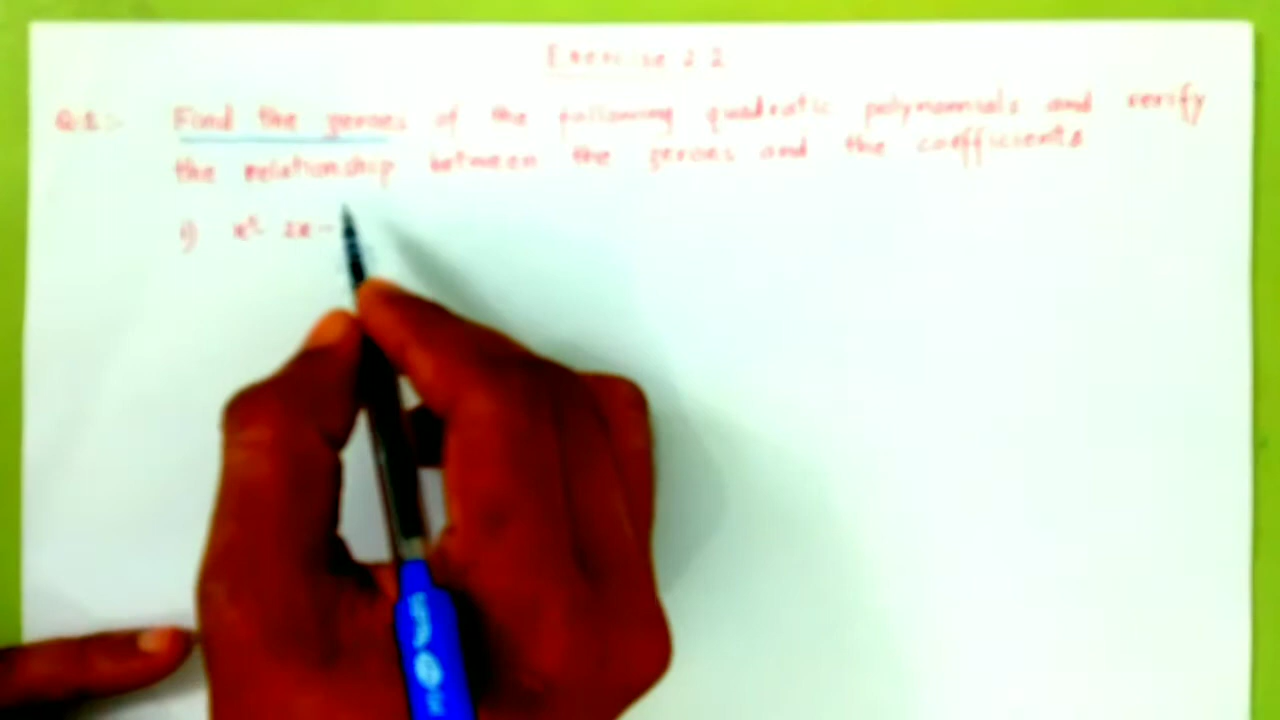 Exercise 2.2
Q.1:- Find the zeroes of the following quadratic polynomials and verify
the relationship between the zeroes and the coefficients
i) x²- 2x -